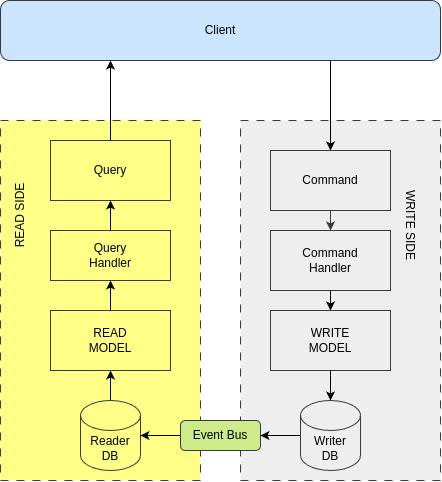 Client
READ SIDE
Query
Query
Handler
READ
MODEL
Reader
DB
Event Bus
WRITE SIDE
Command
Command
Handler
WRITE
MODEL
Writer
DB